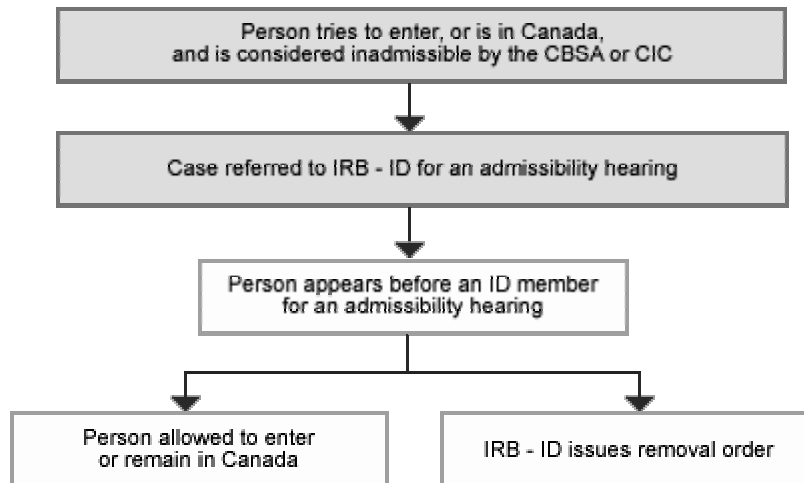 Person tries to enter, or is in Canada,
and is considered inadmissible by the CBSA or CIC
Case referred to IRB - ID for an admissibility hearing
Person appears before an ID member
for an admissibility hearing
Person allowed to enter
or remain in Canada
IRB - ID issues removal order